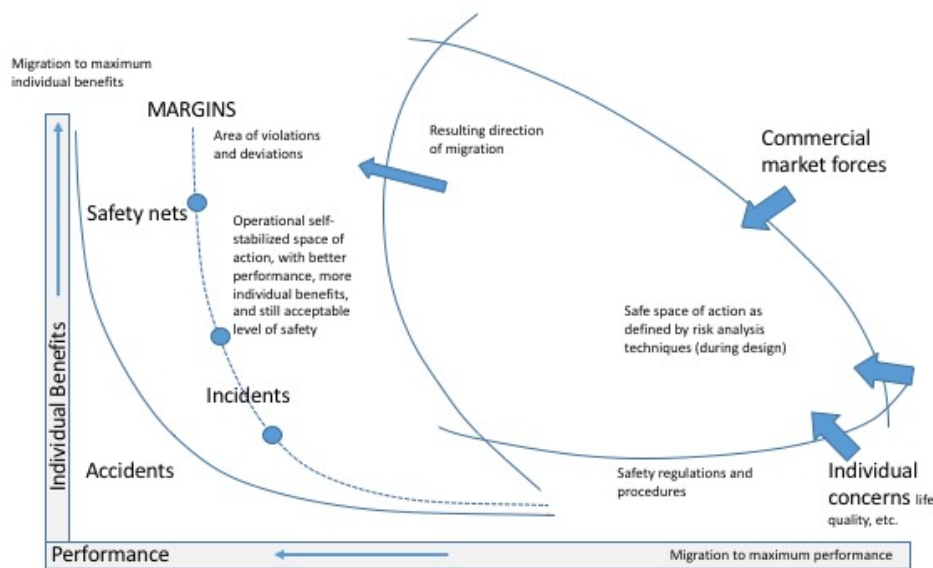 Migration to maximum
individual benefits
MARGINS
Area of violations
and deviations
Resulting direction
of migration
Commercial
market forces
Safety nets
Operational self-
stabilized space of
action, with better
performance, more
individual benefits,
and still acceptable
level of safety
Safe space of action as
defined by risk analysis
techniques (during design)
Individual Benefits
Incidents
Accidents
Safety regulations and
procedures
Individual
concerns life
quality, etc.
Performance
Migration to maximum performance